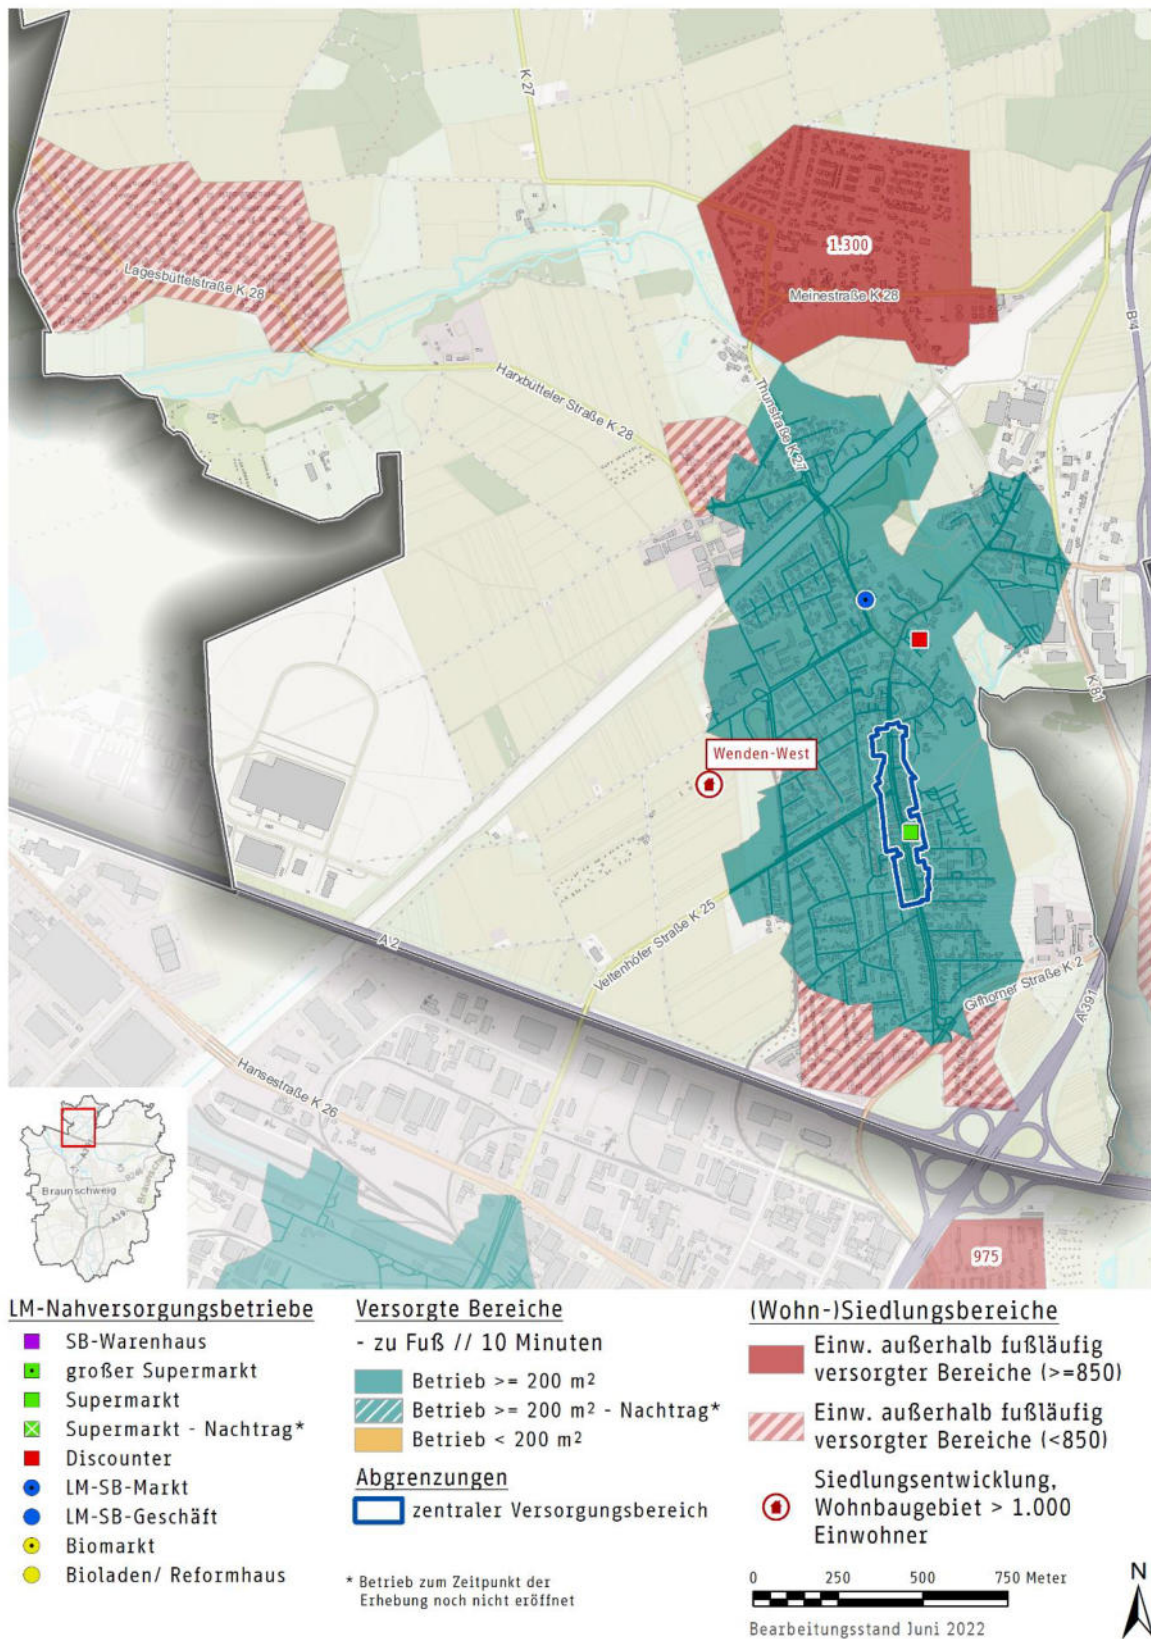 K 27
1.300
Lagesbüttelstraße K 28
Meinestraße K 28
B 4
Harxbütteler Straße K 28
Thunstraße K 27
K 81
Wenden-West
Veltenhöfer Straße K 25
A 2
Gifhorner Straße K 2
A 391
Hansestraße K 26
Braunschweig
975
LM-Nahversorgungsbetriebe
SB-Warenhaus
großer Supermarkt
Supermarkt
Supermarkt - Nachtrag*
Discounter
LM-SB-Markt
LM-SB-Geschäft
Biomarkt
Bioladen/ Reformhaus
Versorgte Bereiche
- zu Fuß // 10 Minuten
Betrieb >= 200 m²
Betrieb >= 200 m² - Nachtrag*
Betrieb < 200 m²
Abgrenzungen
zentraler Versorgungsbereich
* Betrieb zum Zeitpunkt der
Erhebung noch nicht eröffnet
(Wohn-)Siedlungsbereiche
Einw. außerhalb fußläufig
versorgter Bereiche (>=850)
Einw. außerhalb fußläufig
versorgter Bereiche (<850)
Siedlungsentwicklung,
Wohnbaugebiet > 1.000
Einwohner
0 250 500 750 Meter
N
Bearbeitungsstand Juni 2022